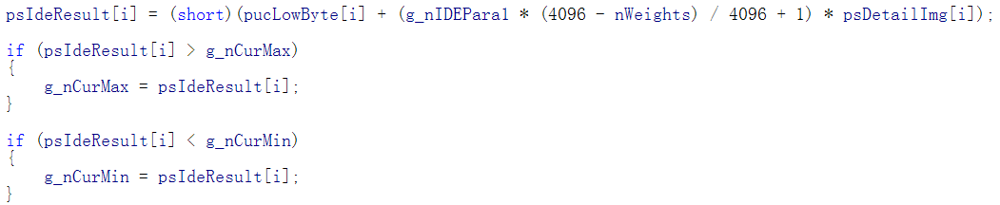 psIdeResult[i] = (short)(pucLowByte[i] + (g_nIDEPara1 * (4096 - nWeights) / 4096 + 1) * psDetailImg[i]);
if (psIdeResult[i] > g_nCurMax)
{
g_nCurMax = psIdeResult[i];
}
if (psIdeResult[i] < g_nCurMin)
{
g_nCurMin = psIdeResult[i];
}